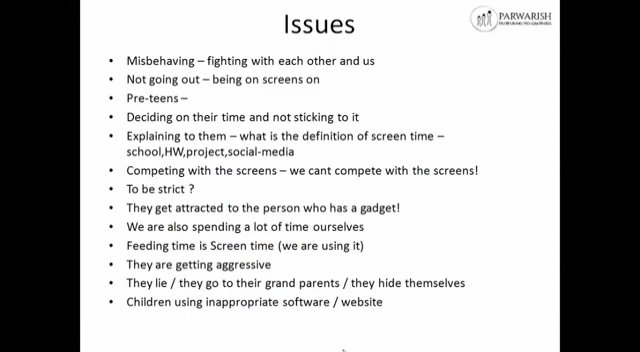 Issues
PARWARISH
• Misbehaving – fighting with each other and us
• Not going out – being on screens on
• Pre-teens –
• Deciding on their time and not sticking to it
• Explaining to them – what is the definition of screen time –
school,HW,project,social-media
• Competing with the screens – we cant compete with the screens!
• To be strict ?
• They get attracted to the person who has a gadget!
• We are also spending a lot of time ourselves
• Feeding time is Screen time (we are using it)
• They are getting aggressive
• They lie / they go to their grand parents / they hide themselves
• Children using inappropriate software / website